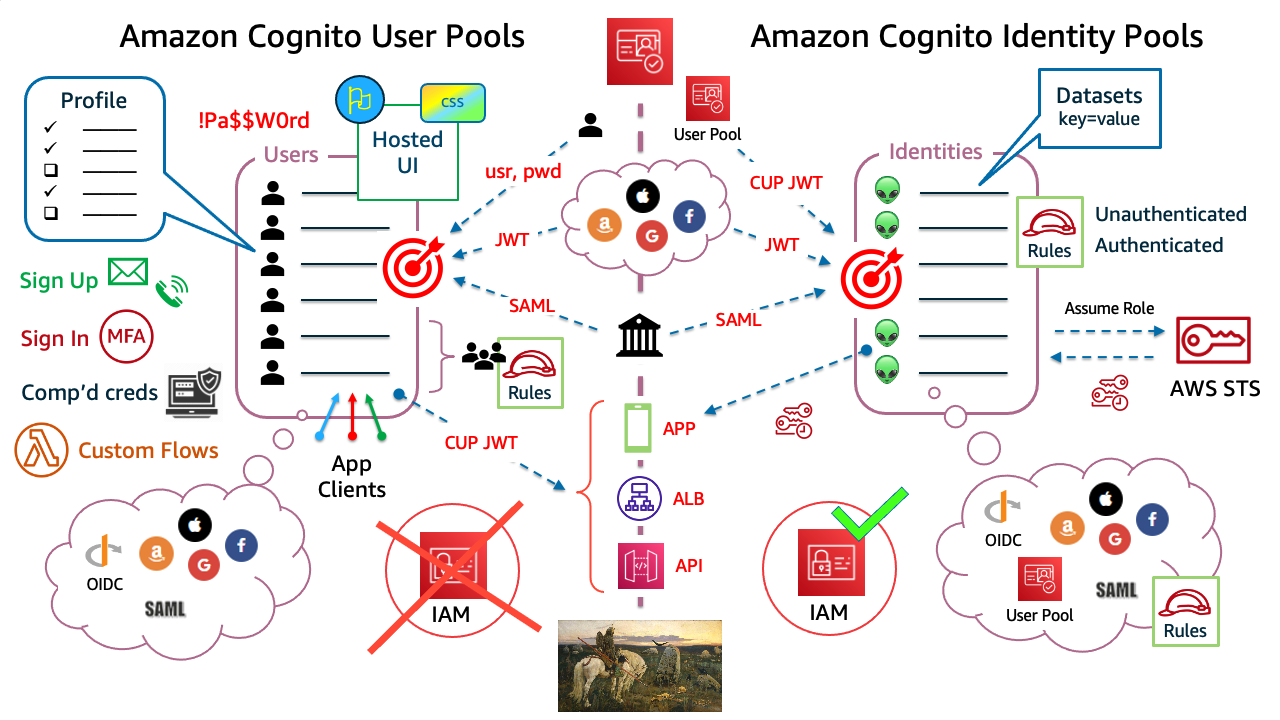 Amazon Cognito User Pools
Amazon Cognito Identity Pools
Profile
!Pa$$W0rd
css
Hosted
UI
Users
usr, pwd
User Pool
CUP JWT
Datasets
key=value
Identities
JWT
JWT
Rules
Unauthenticated
Authenticated
Sign Up
SAML
SAML
Sign In
MFA
Assume Role
AWS STS
Comp'd creds
Rules
Custom Flows
App
Clients
CUP JWT
APP
ALB
API
OIDC
a
G
f
SAML
IAM
IAM
a
G
f
OIDC
a
G
f
User Pool
SAML
Rules